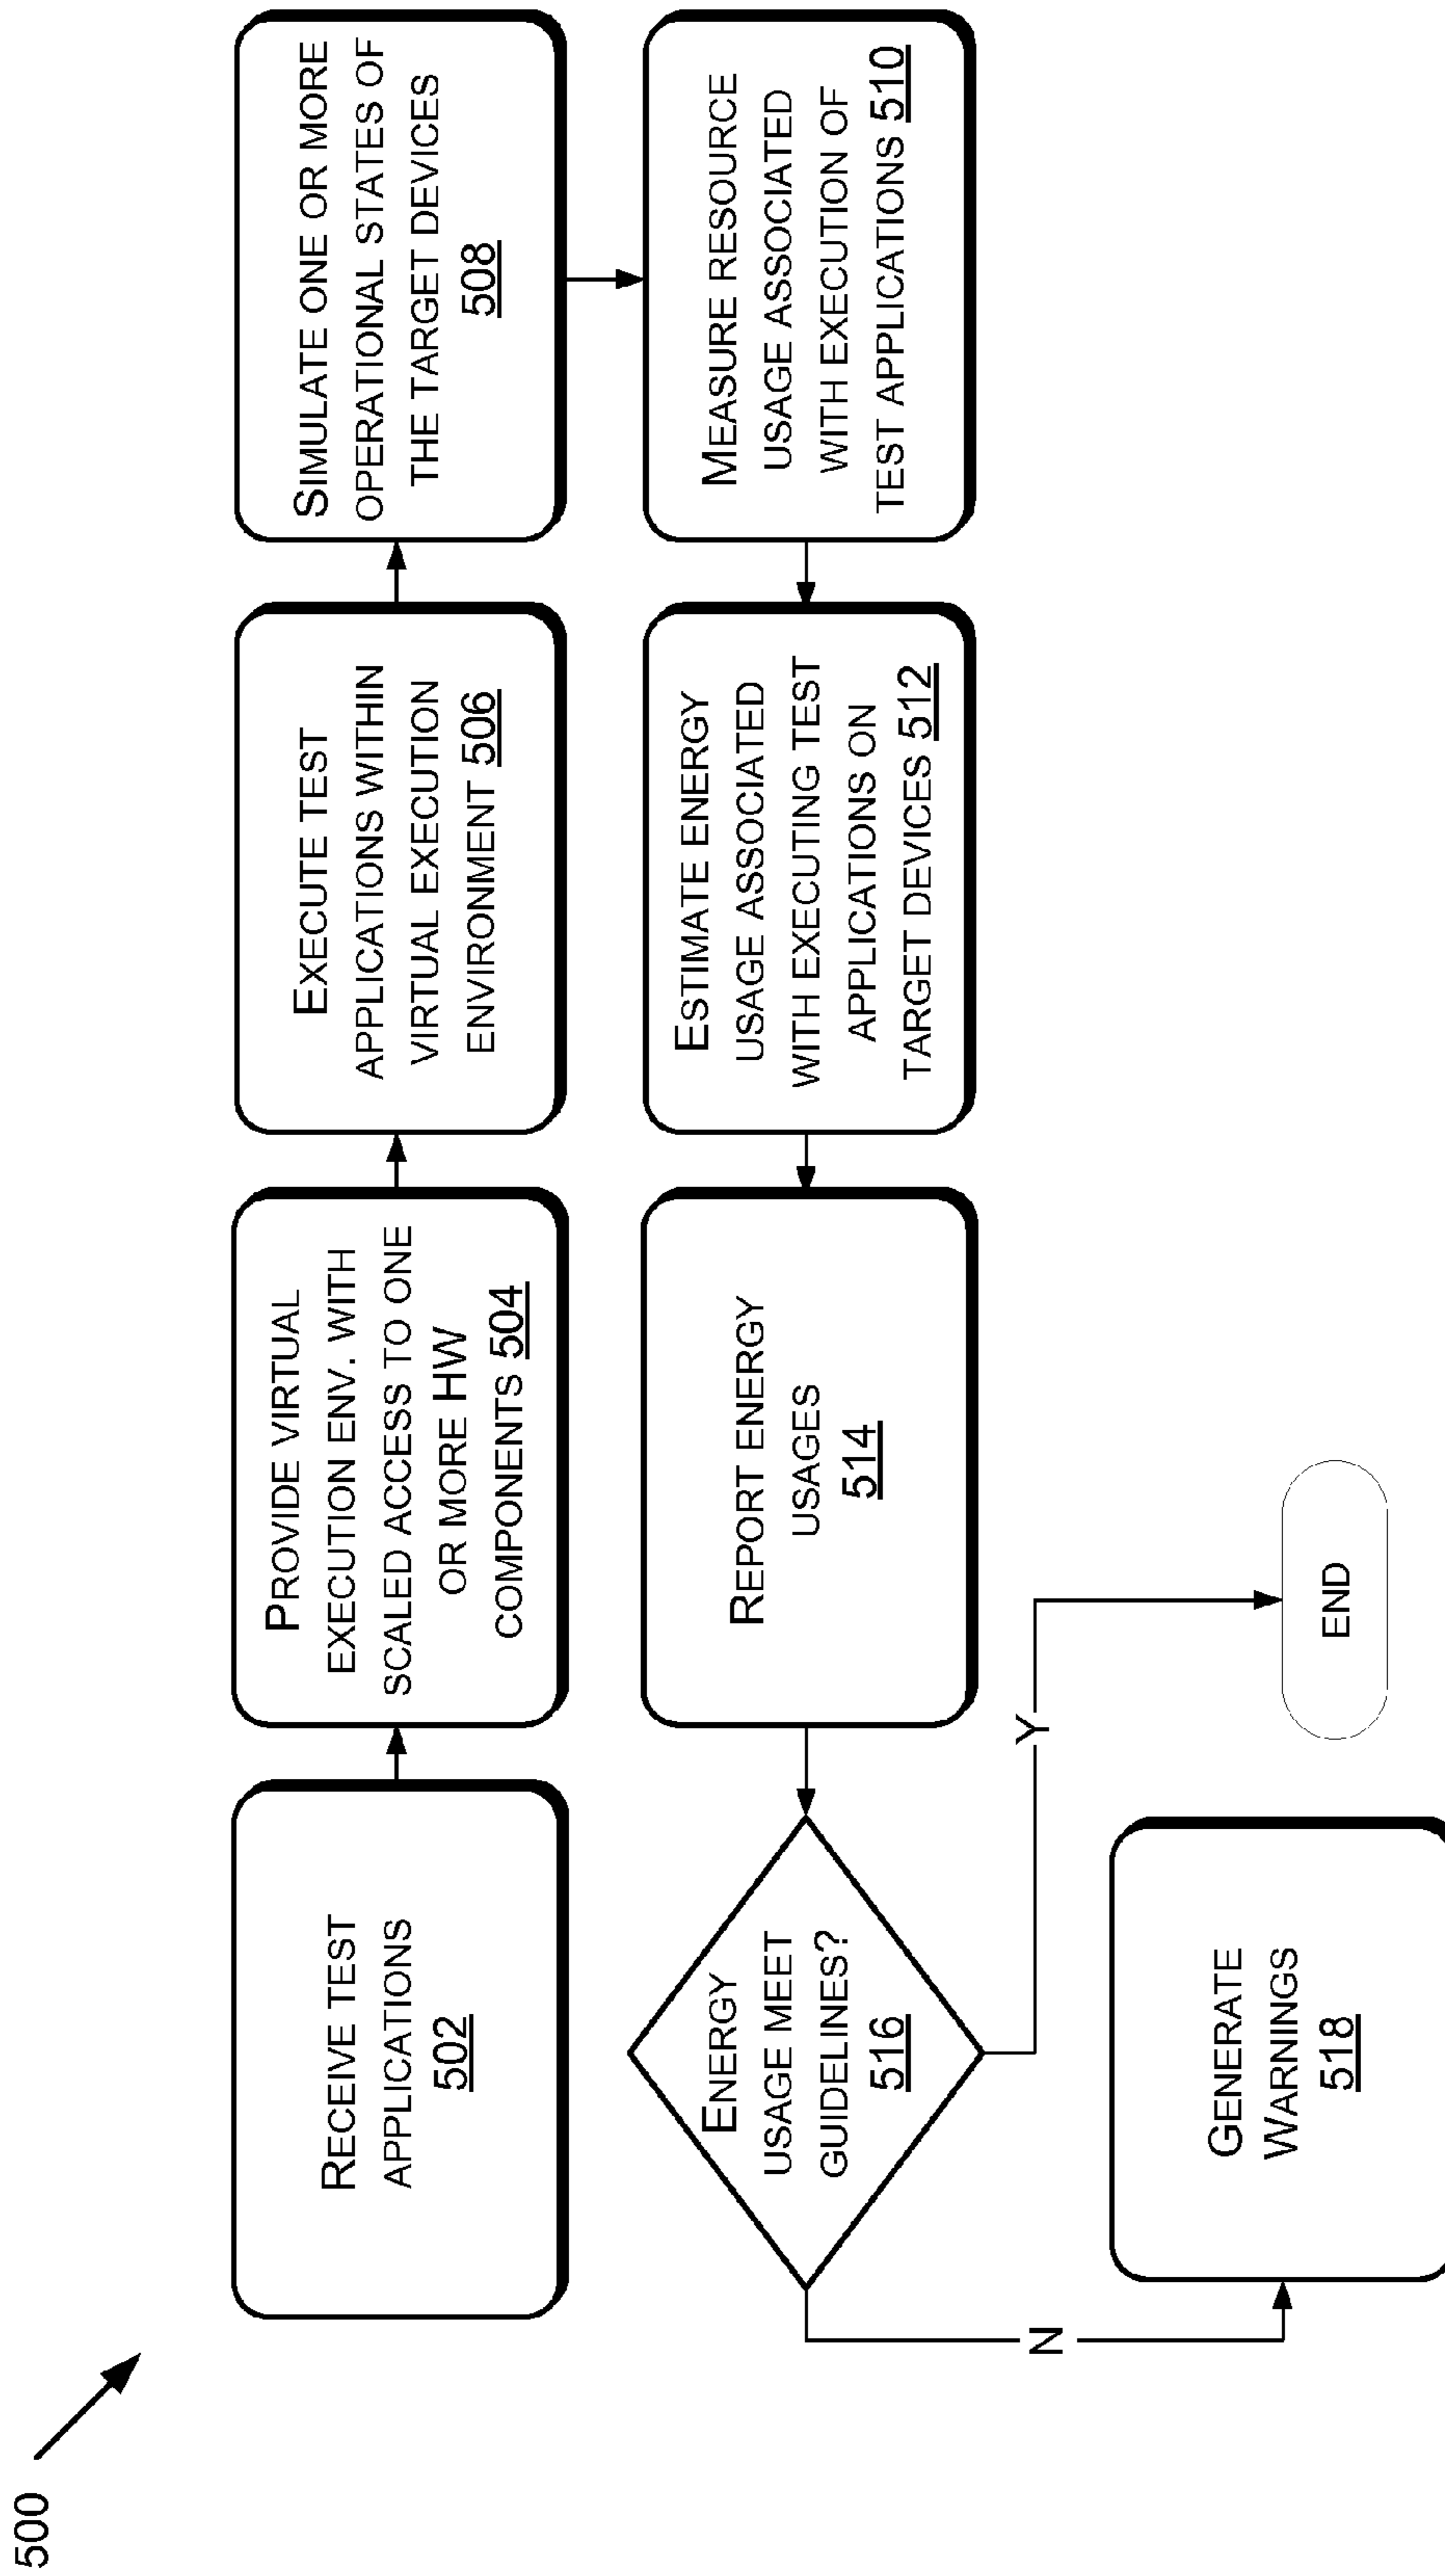 500
RECEIVE TEST
APPLICATIONS
502
PROVIDE VIRTUAL
EXECUTION ENV. WITH
SCALED ACCESS TO ONE
OR MORE HW
COMPONENTS 504
EXECUTE TEST
APPLICATIONS WITHIN
VIRTUAL EXECUTION
ENVIRONMENT 506
SIMULATE ONE OR MORE
OPERATIONAL STATES OF
THE TARGET DEVICES
508
MEASURE RESOURCE
USAGE ASSOCIATED
WITH EXECUTION OF
TEST APPLICATIONS 510
ESTIMATE ENERGY
USAGE ASSOCIATED
WITH EXECUTING TEST
APPLICATIONS ON
TARGET DEVICES 512
REPORT ENERGY
USAGES
514
ENERGY
USAGE MEET
GUIDELINES?
516
Y
END
N
GENERATE
WARNINGS
518